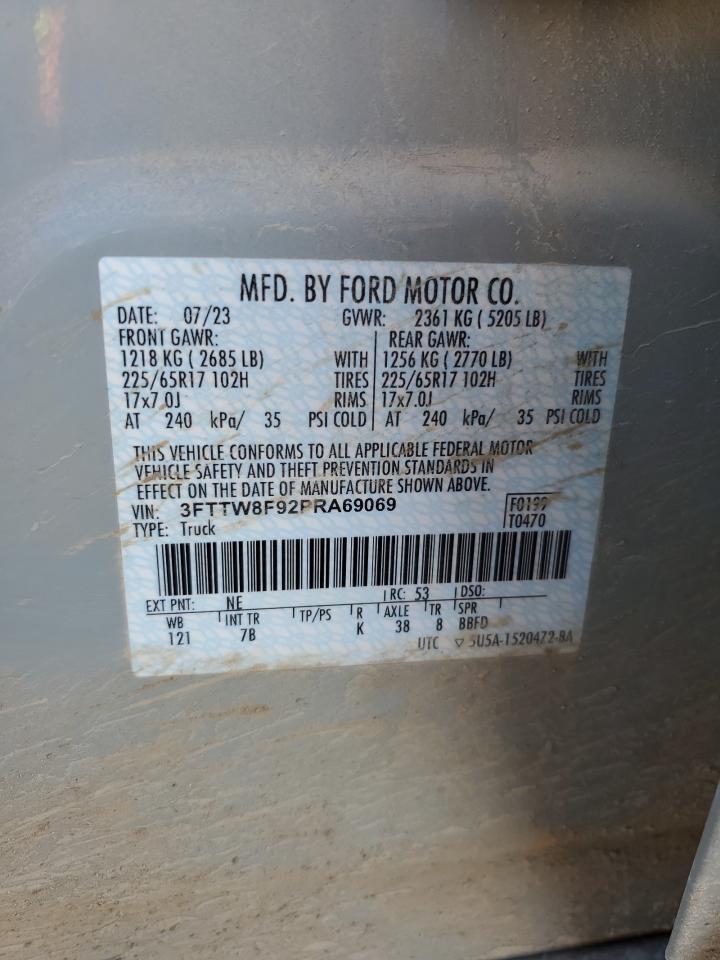 MFD. BY FORD MOTOR CO.
DATE: 07/23 GVWR: 2361 KG ( 5205 LB)
FRONT GAWR: REAR GAWR:
1218 KG ( 2685 LB) WITH 1256 KG ( 2770 LB) WITH
225/65R17 102H TIRES 225/65R17 102H TIRES
17x7.0J RIMS 17x7.0J RIMS
AT 240 kPa/ 35 PSI COLD AT 240 kPa/ 35 PSI COLD
THIS VEHICLE CONFORMS TO ALL APPLICABLE FEDERAL MOTOR
VEHICLE SAFETY AND THEFT PREVENTION STANDARDS IN
EFFECT ON THE DATE OF MANUFACTURE SHOWN ABOVE.
VIN: 3FTTW8F92PRA69069
TYPE: Truck
T0470
EXT PNT: NE RC: 53 DSO:
WB INT TR TP/PS R AXLE TR SPR
121 7B K 38 8 BBFD
UTC ▽ 5U5A-1520472-BA